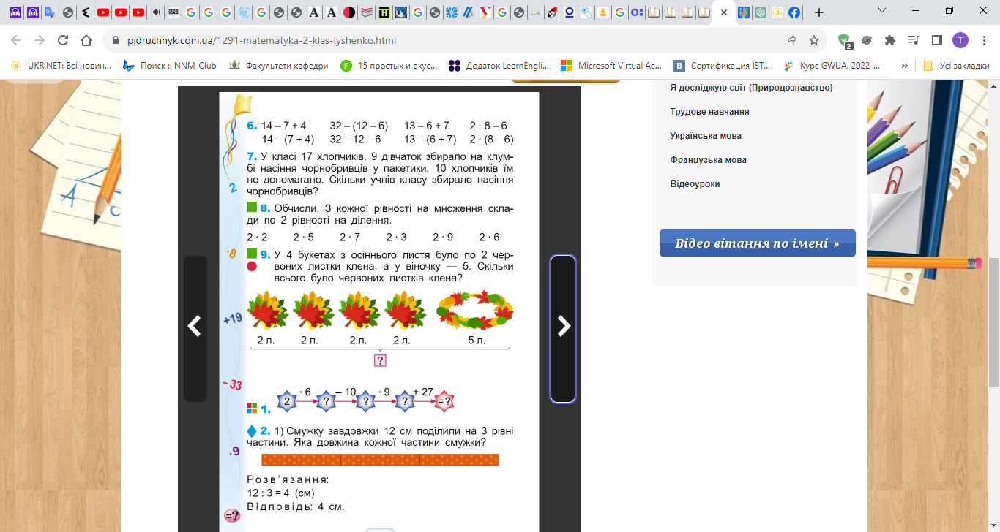 pidruchnyk.com.ua/1291-matematyka-2-klas-lyshenko.html
2
T
UKR.NET: Всі новин...
Поиск :: NNM-Club
Факультети кафедри
15 простых и вкус...
Додаток LearnEngli...
Microsoft Virtual Ac...
Сертификация IST...
Курс GWUA. 2022-...
»
Усі закладки
6. 14 – 7 + 4 32 – (12 – 6) 13 – 6 + 7 2 · 8 – 6
14 – (7 + 4) 32 – 12 – 6 13 – (6 + 7) 2 · (8 – 6)
7. У класі 17 хлопчиків. 9 дівчаток збирало на клум-
бі насіння чорнобривців у пакетики, 10 хлопчиків їм
не допомагало. Скільки учнів класу збирало насіння
чорнобривців?
8. Обчисли. З кожної рівності на множення скла-
ди по 2 рівності на ділення.
2 · 2 2 · 5 2 · 7 2 · 3 2 · 9 2 · 6
9. У 4 букетах з осіннього листя було по 2 чер-
воних листки клена, а у віночку — 5. Скільки
всього було червоних листків клена?
2 л. 2 л. 2 л. 2 л. 5 л.
?
· 6 – 10 · 9 + 27
1. 2 ? ? ? =?
2. 1) Смужку завдовжки 12 см поділили на 3 рівні
частини. Яка довжина кожної частини смужки?
Розв’язання:
12 : 3 = 4 (см)
Відповідь: 4 см.
2
·8
+19
–33
·9
=?
Я досліджую світ (Природознавство)
Трудове навчання
Українська мова
Французька мова
Відеоуроки
Відео вітання по імені »